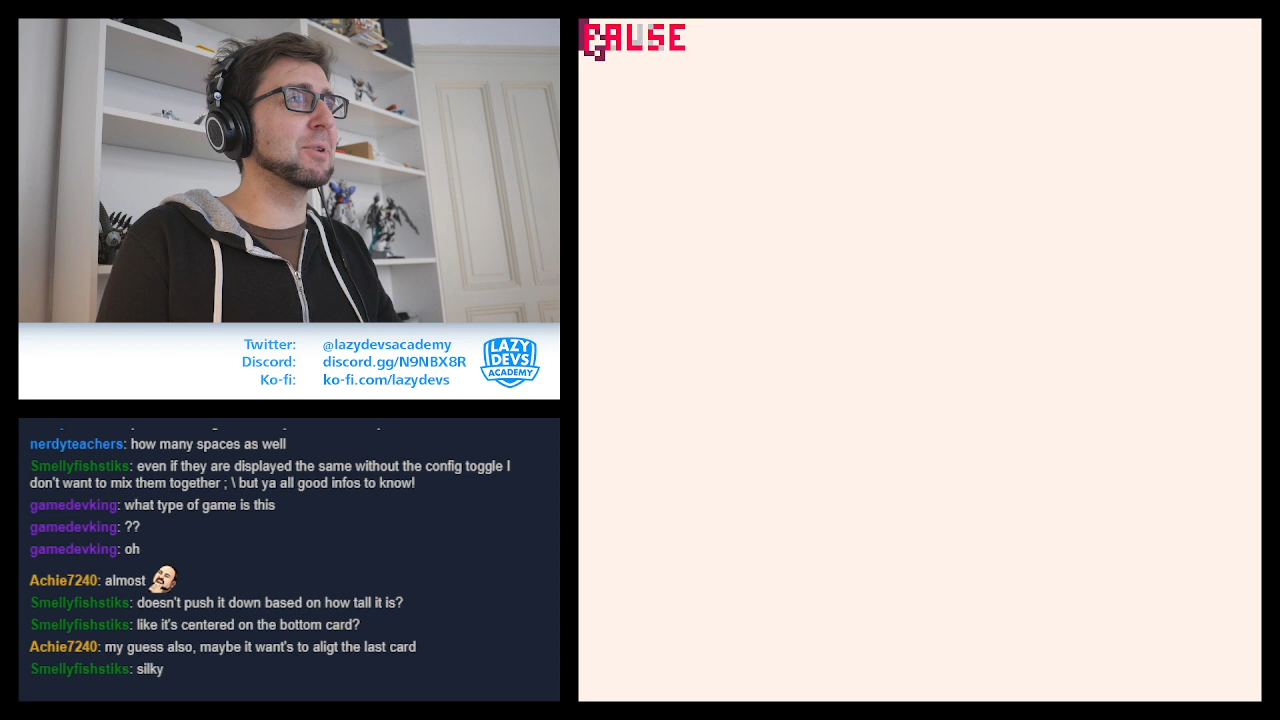 PAUSE
Twitter: @lazydevsacademy
Discord: discord.gg/N9NBX8R
Ko-fi: ko-fi.com/lazydevs
LAZY
DEVS
ACADEMY
nerdyteachers: how many spaces as well
Smellyfishstiks: even if they are displayed the same without the config toggle I
don't want to mix them together ; \ but ya all good infos to know!
gamedevking: what type of game is this
gamedevking: ??
gamedevking: oh
Achie7240: almost
Smellyfishstiks: doesn't push it down based on how tall it is?
Smellyfishstiks: like it's centered on the bottom card?
Achie7240: my guess also, maybe it want's to aligt the last card
Smellyfishstiks: silky